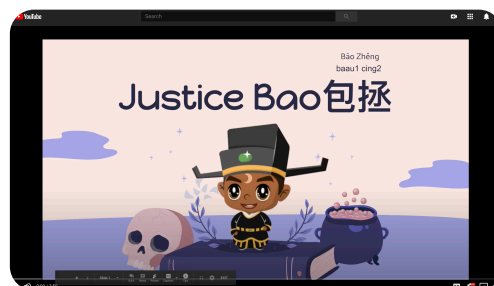 YouTube
Search
Bāo Zhěng
baau1 cing2
Justice Bao包拯